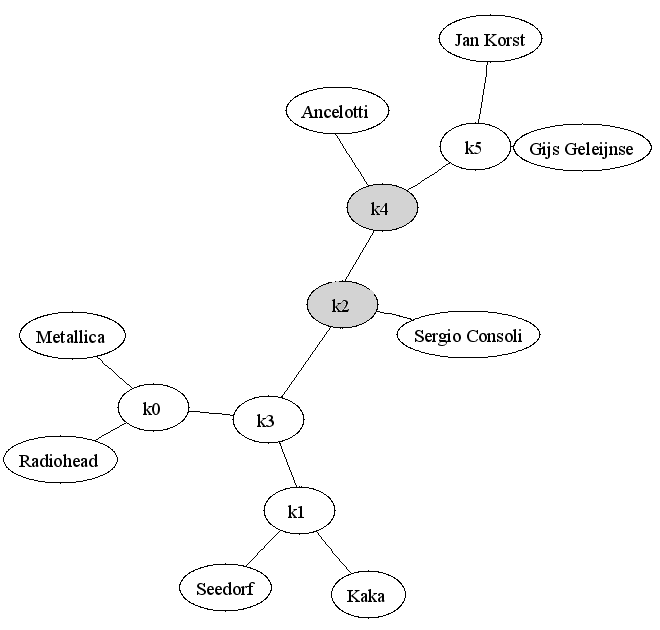 Jan Korst
Ancelotti
k5
Gijs Geleijnse
k4
k2
Metallica
Sergio Consoli
k0
k3
Radiohead
k1
Seedorf
Kaka